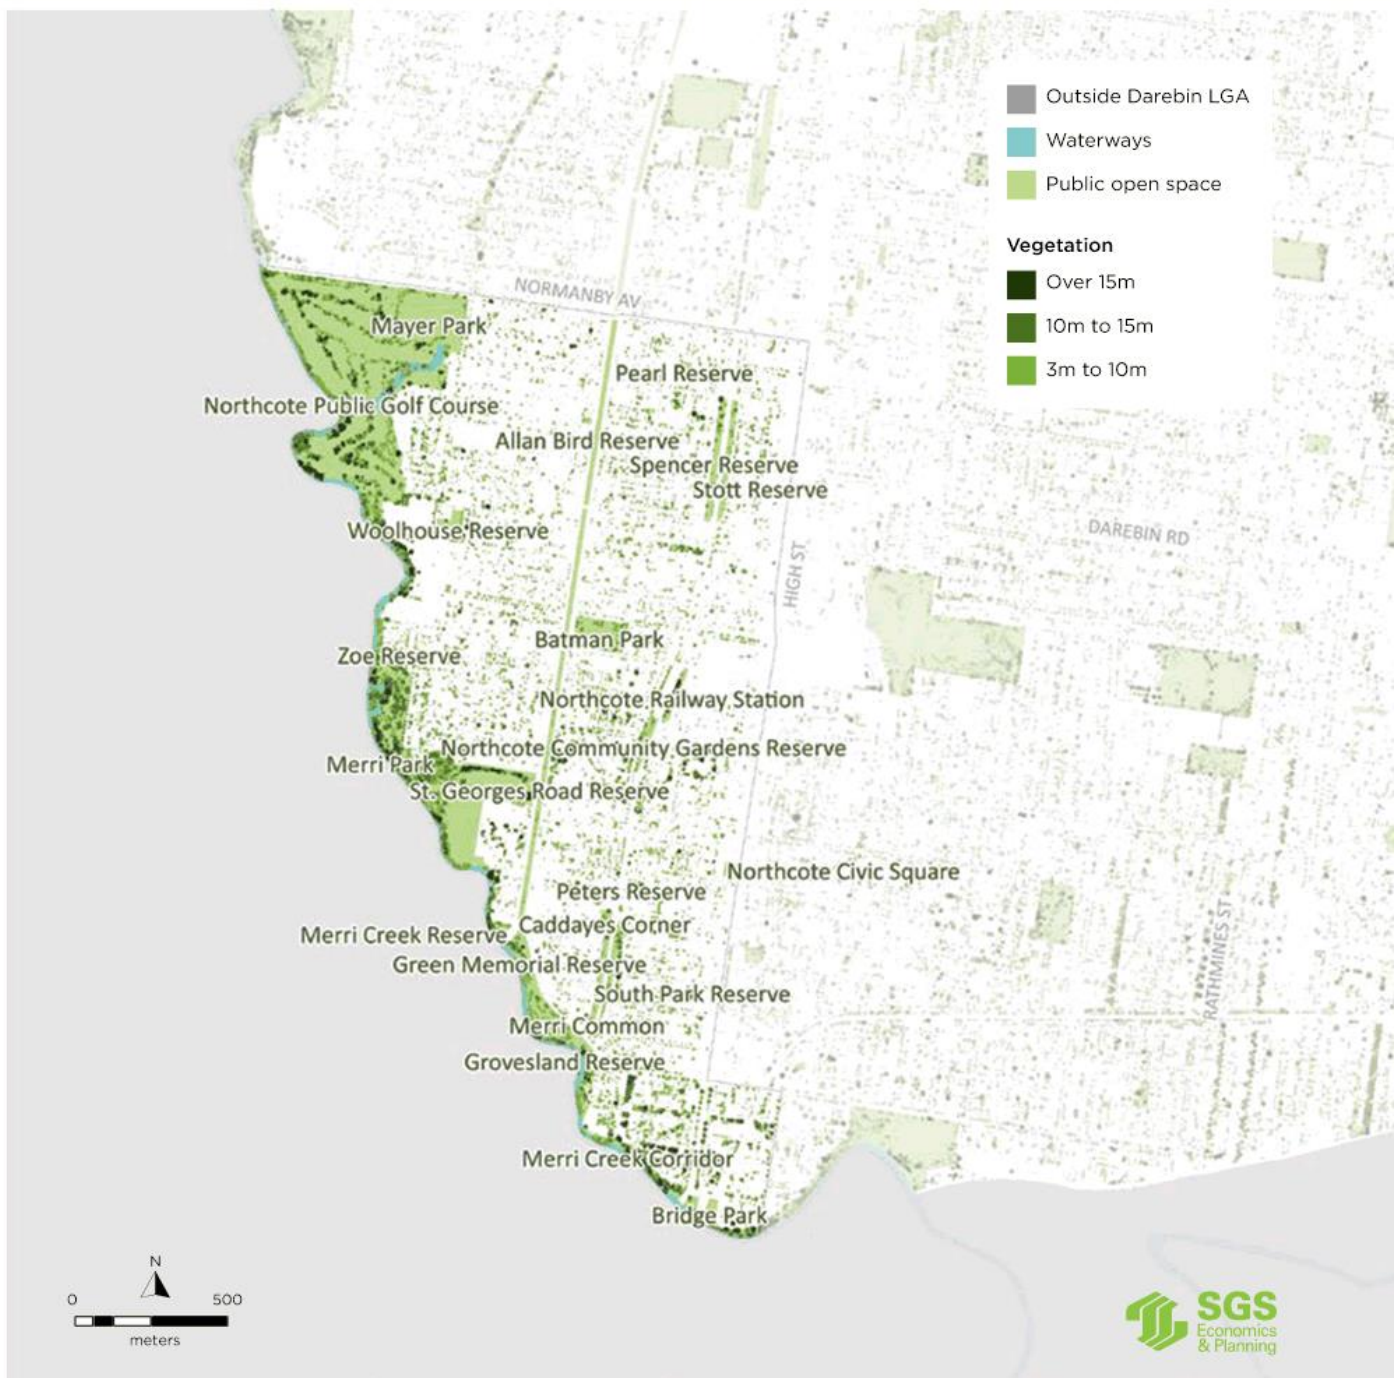 Outside Darebin LGA
Waterways
Public open space
Vegetation
Over 15m
10m to 15m
3m to 10m
NORMANBY AV
Mayer Park
Pearl Reserve
Northcote Public Golf Course
Allan Bird Reserve
Spencer Reserve
Stott Reserve
Woolhouse Reserve
DAREBIN RD
HIGH ST
Batman Park
Zoe Reserve
Northcote Railway Station
Northcote Community Gardens Reserve
Merri Park
St. Georges Road Reserve
Northcote Civic Square
Peters Reserve
Caddayes Corner
Merri Creek Reserve
RATHMINES ST
Green Memorial Reserve
South Park Reserve
Merri Common
Grovesland Reserve
Merri Creek Corridor
Bridge Park
N
0 500
meters
SGS
Economics
& Planning